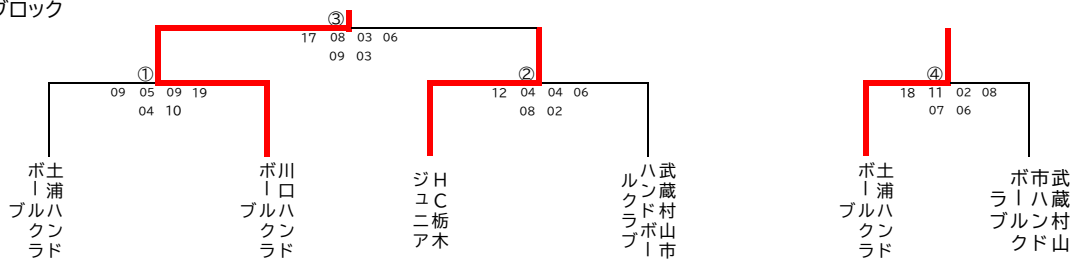 ブロック
③
17 08 03 06
09 03
①
09 05 09 19
04 10
②
12 04 04 06
08 02
④
18 11 02 08
07 06
土浦ハンド
ボールクラ
ブ
川口ハンド
ボールクラ
ブ
HC栃木
ジュニア
武蔵村山市
ハンドボー
ルクラブ
土浦ハンド
ボールクラ
ブ
武蔵村山
市ハンド
ボールク
ラブ